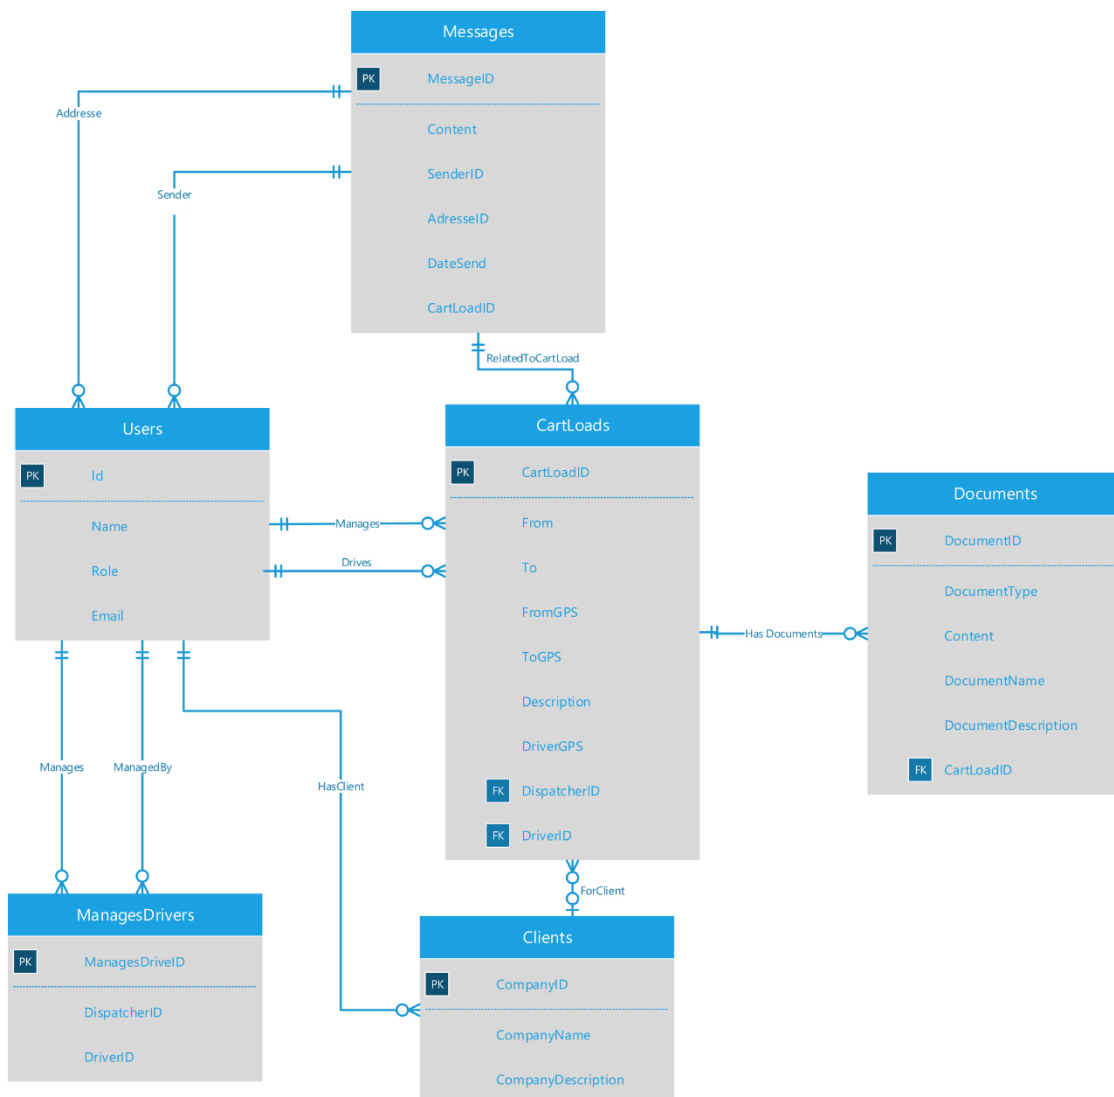 Messages
PK
MessageID
Content
SenderID
AdresseID
DateSend
CartLoadID
Addresse
Sender
RelatedToCartLoad
Users
PK
Id
Name
Role
Email
Manages
Drives
CartLoads
PK
CartLoadID
From
To
FromGPS
ToGPS
Description
DriverGPS
FK
DispatcherID
FK
DriverID
Has Documents
Documents
PK
DocumentID
DocumentType
Content
DocumentName
DocumentDescription
FK
CartLoadID
Manages
ManagedBy
HasClient
ForClient
ManagesDrivers
PK
ManagesDriveID
DispatcherID
DriverID
Clients
PK
CompanyID
CompanyName
CompanyDescription